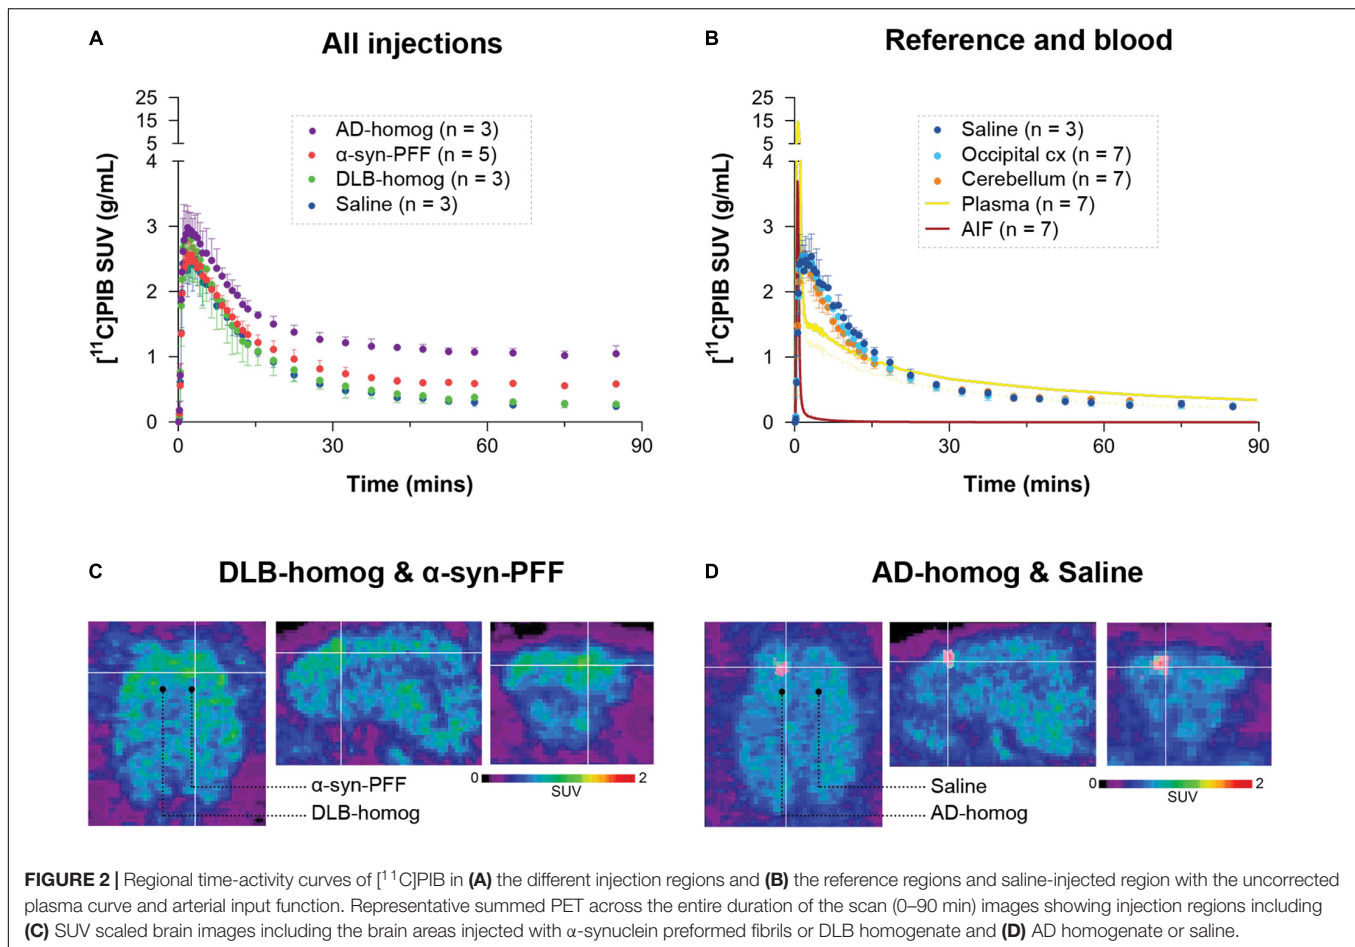 A
All injections
[¹¹C]PIB SUV (g/mL)
25
15
5
4
3
2
1
0
AD-homog (n = 3)
α-syn-PFF (n = 5)
DLB-homog (n = 3)
Saline (n = 3)
0
30
60
90
Time (mins)
B
Reference and blood
[¹¹C]PIB SUV (g/mL)
25
15
5
4
3
2
1
0
Saline (n = 3)
Occipital cx (n = 7)
Cerebellum (n = 7)
Plasma (n = 7)
AIF (n = 7)
0
30
60
90
Time (mins)
C
DLB-homog & α-syn-PFF
0
2
SUV
α-syn-PFF
DLB-homog
D
AD-homog & Saline
0
2
SUV
Saline
AD-homog
FIGURE 2 | Regional time-activity curves of [¹¹C]PIB in (A) the different injection regions and (B) the reference regions and saline-injected region with the uncorrected
plasma curve and arterial input function. Representative summed PET across the entire duration of the scan (0–90 min) images showing injection regions including
(C) SUV scaled brain images including the brain areas injected with α-synuclein preformed fibrils or DLB homogenate and (D) AD homogenate or saline.